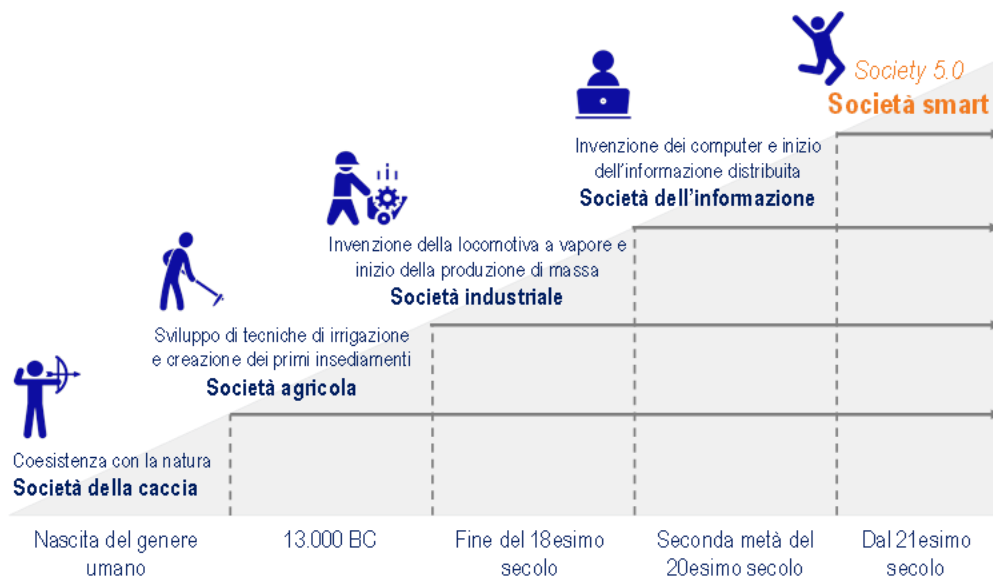 Society 5.0
Società smart
Invenzione dei computer e inizio
dell'informazione distribuita
Società dell'informazione
Invenzione della locomotiva a vapore e
inizio della produzione di massa
Società industriale
Sviluppo di tecniche di irrigazione
e creazione dei primi insediamenti
Società agricola
Coesistenza con la natura
Società della caccia
Nascita del genere
umano
13.000 BC
Fine del 18esimo
secolo
Seconda metà del
20esimo secolo
Dal 21esimo
secolo